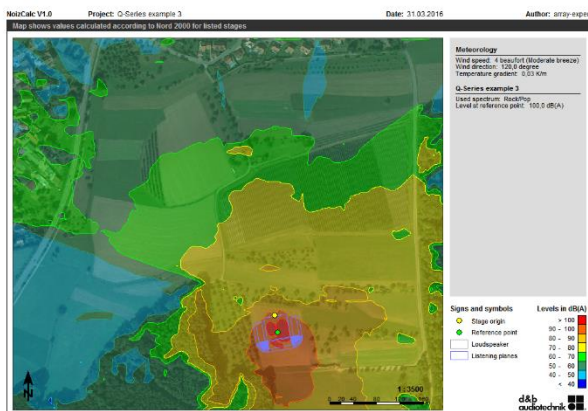 NoizCalc V1.0 Project: Q-Series example 3 Date: 31.03.2016 Author: array-exper
Map shows values calculated according to Nord 2000 for listed stages
Meteorology
Wind speed: 4 beaufort (Moderate breeze)
Wind direction: 120,0 degree
Temperature gradient: 0,03 K/m
Q-Series example 3
Used spectrum: Rock/Pop
Level at reference point: 100,0 dB(A)
Signs and symbols
Stage origin
Reference point
Loudspeaker
Listening planes
Levels in dB(A)
> 100
90 - 100
80 - 90
70 - 80
60 - 70
50 - 60
40 - 50
< 40
1:3500
N
d&b
audiotechnik